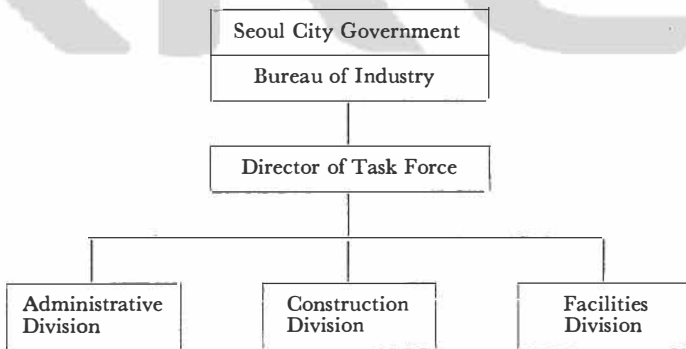 Seoul City Government
Bureau of Industry
Director of Task Force
Administrative
Division
Construction
Division
Facilities
Division